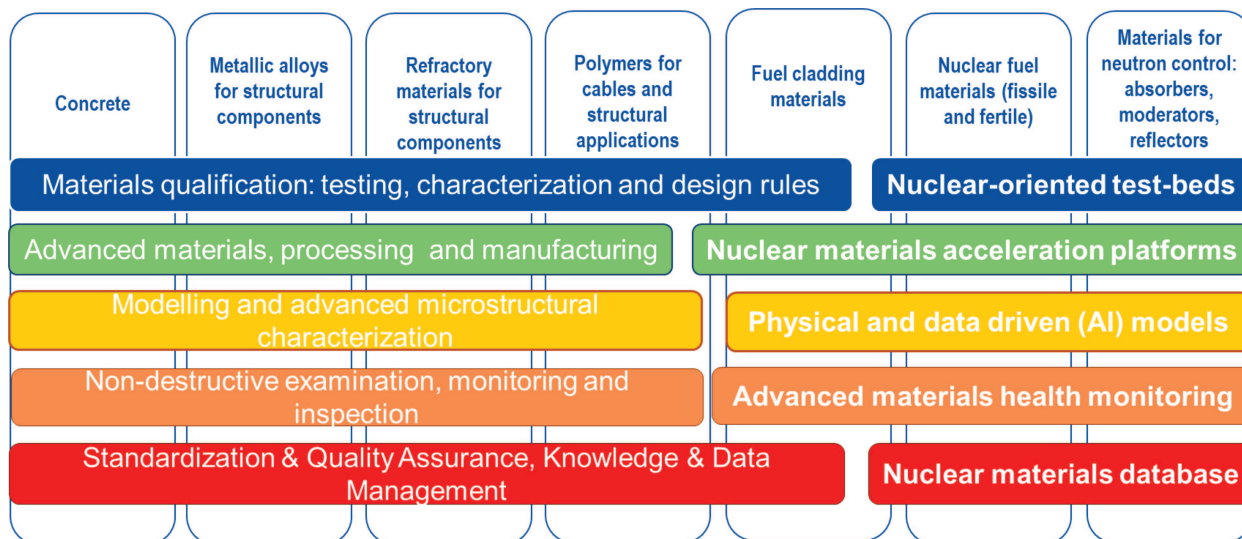 Concrete
Metallic alloys
for structural
components
Refractory
materials for
structural
components
Polymers for
cables and
structural
applications
Fuel cladding
materials
Nuclear fuel
materials (fissile
and fertile)
Materials for
neutron control:
absorbers,
moderators,
reflectors
Materials qualification: testing, characterization and design rules
Nuclear-oriented test-beds
Advanced materials, processing and manufacturing
Nuclear materials acceleration platforms
Modelling and advanced microstructural
characterization
Physical and data driven (AI) models
Non-destructive examination, monitoring and
inspection
Advanced materials health monitoring
Standardization & Quality Assurance, Knowledge & Data
Management
Nuclear materials database